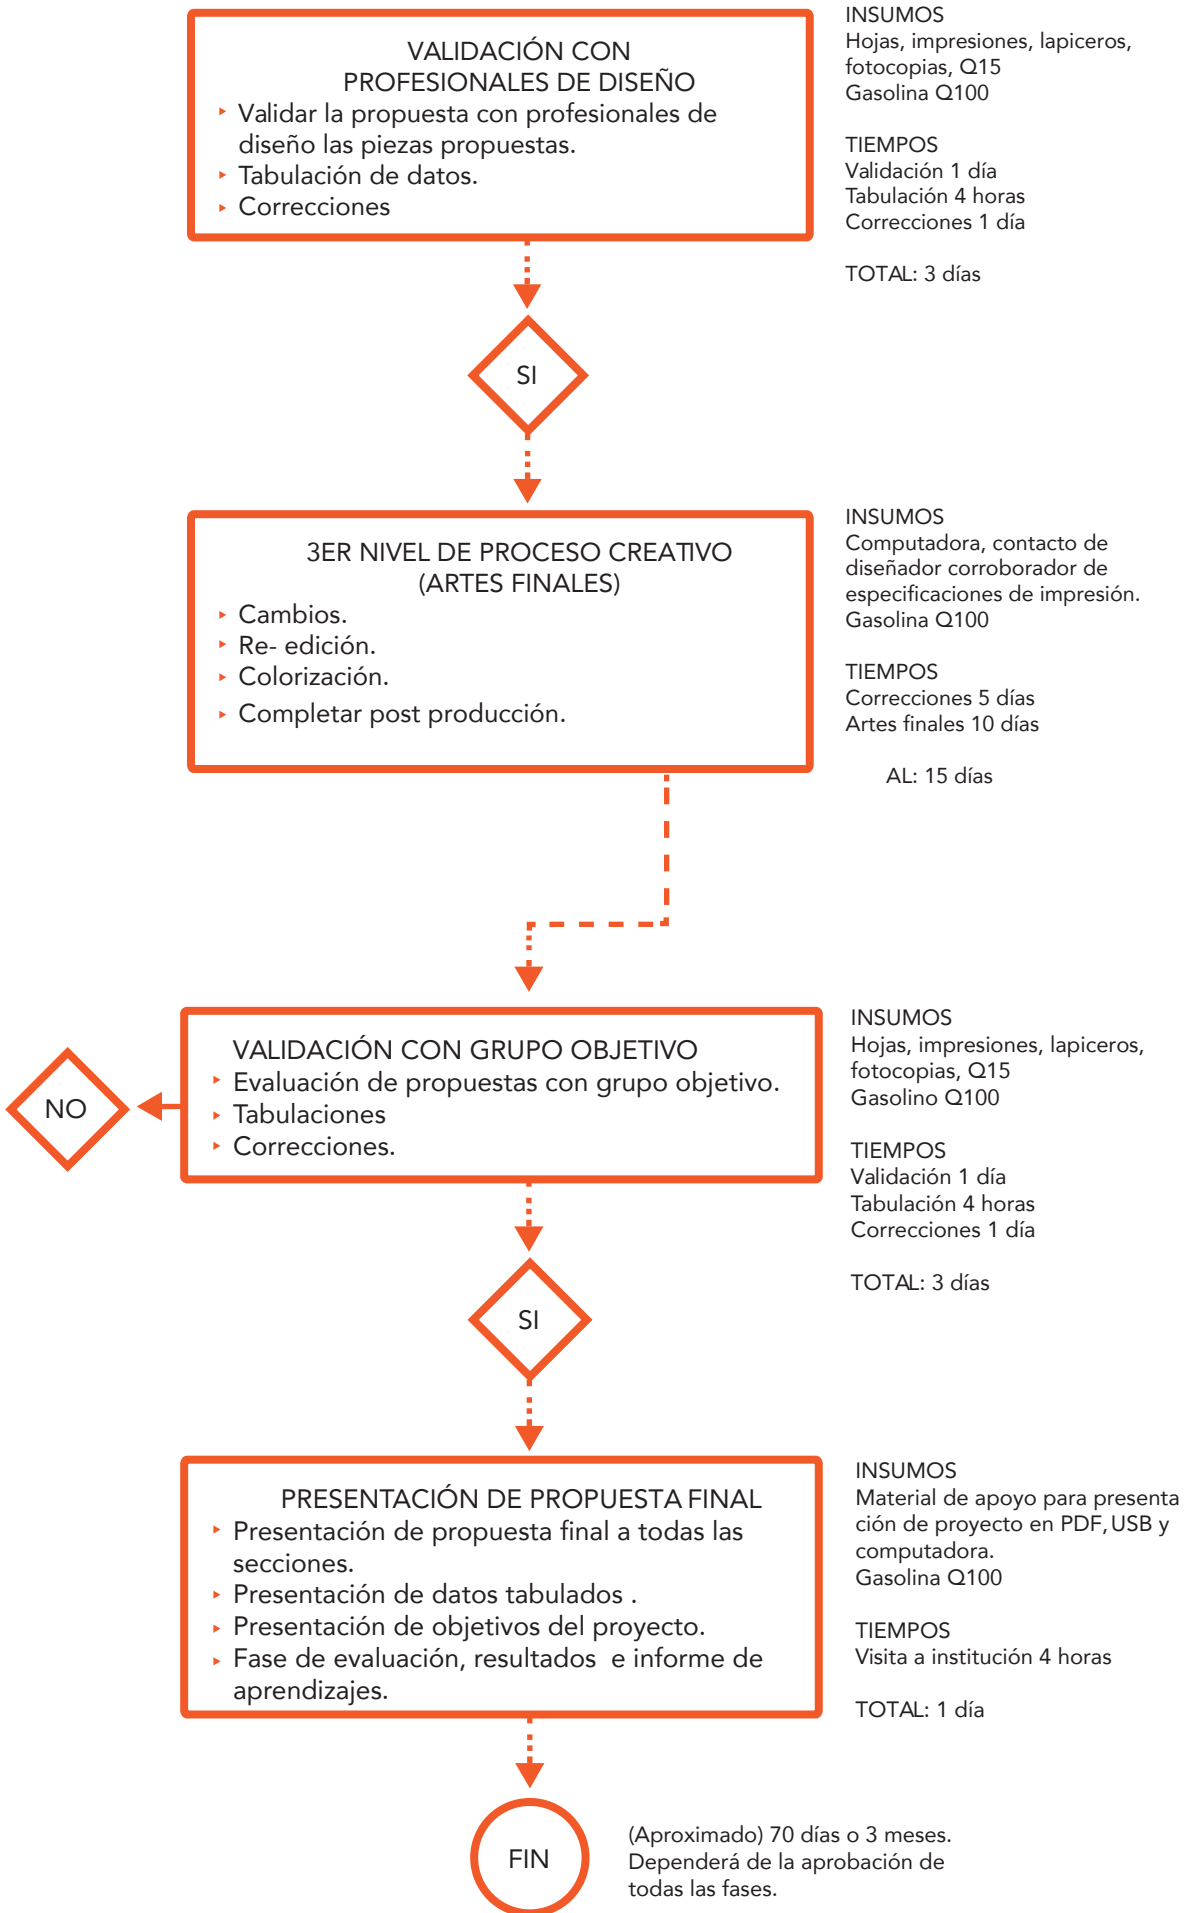 VALIDACIÓN CON
PROFESIONALES DE DISEÑO
Validar la propuesta con profesionales de
diseño las piezas propuestas.
Tabulación de datos.
Correcciones
INSUMOS
Hojas, impresiones, lapiceros,
fotocopias, Q15
Gasolina Q100
TIEMPOS
Validación 1 día
Tabulación 4 horas
Correcciones 1 día
TOTAL: 3 días
SI
3ER NIVEL DE PROCESO CREATIVO
(ARTES FINALES)
Cambios.
Re- edición.
Colorización.
Completar post producción.
INSUMOS
Computadora, contacto de
diseñador corroborador de
especificaciones de impresión.
Gasolina Q100
TIEMPOS
Correcciones 5 días
Artes finales 10 días
AL: 15 días
VALIDACIÓN CON GRUPO OBJETIVO
Evaluación de propuestas con grupo objetivo.
Tabulaciones
Correcciones.
NO
INSUMOS
Hojas, impresiones, lapiceros,
fotocopias, Q15
Gasolino Q100
TIEMPOS
Validación 1 día
Tabulación 4 horas
Correcciones 1 día
TOTAL: 3 días
SI
PRESENTACIÓN DE PROPUESTA FINAL
Presentación de propuesta final a todas las
secciones.
Presentación de datos tabulados .
Presentación de objetivos del proyecto.
Fase de evaluación, resultados e informe de
aprendizajes.
INSUMOS
Material de apoyo para presenta
ción de proyecto en PDF, USB y
computadora.
Gasolina Q100
TIEMPOS
Visita a institución 4 horas
TOTAL: 1 día
FIN
(Aproximado) 70 días o 3 meses.
Dependerá de la aprobación de
todas las fases.